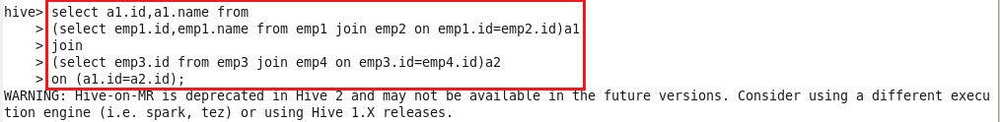 hive> select a1.id,a1.name from
    > (select emp1.id,emp1.name from emp1 join emp2 on emp1.id=emp2.id)a1
    > join
    > (select emp3.id from emp3 join emp4 on emp3.id=emp4.id)a2
    > on (a1.id=a2.id);
WARNING: Hive-on-MR is deprecated in Hive 2 and may not be available in the future versions. Consider using a different execu
tion engine (i.e. spark, tez) or using Hive 1.X releases.